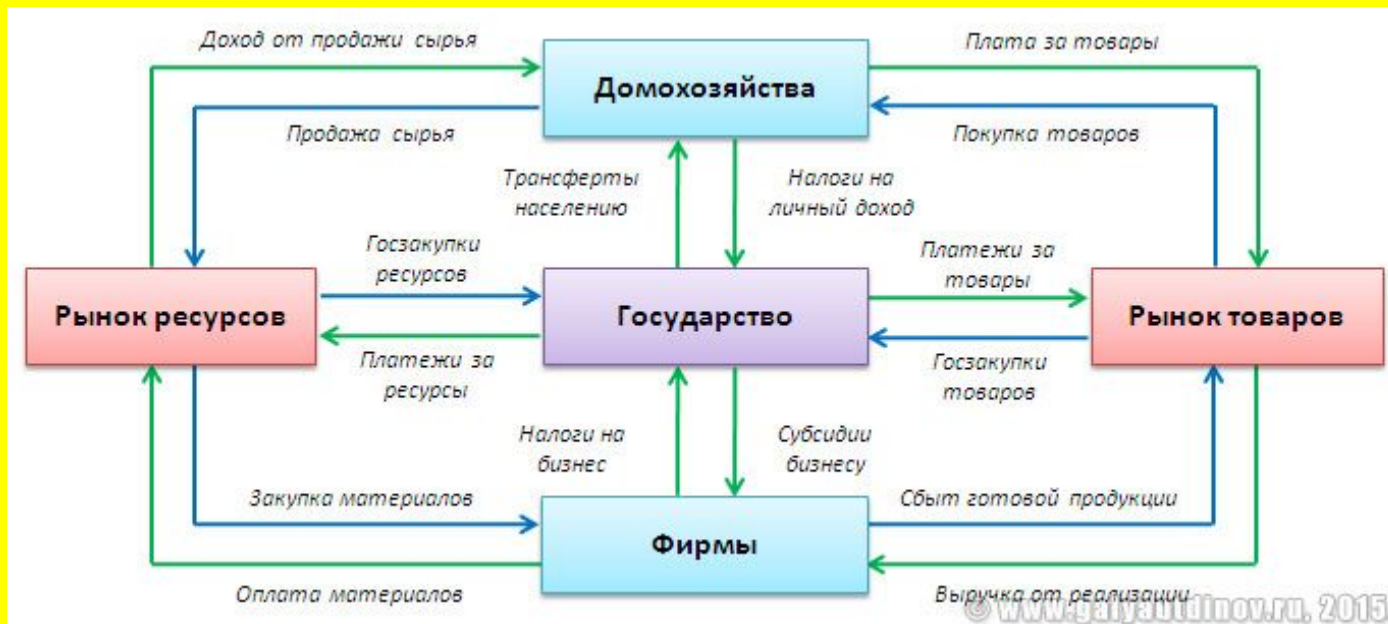 Доход от продажи сырья
Плата за товары
Домохозяйства
Продажа сырья
Покупка товаров
Трансферты
населению
Налоги на
личный доход
Госзакупки
ресурсов
Платежи за
товары
Рынок ресурсов
Государство
Рынок товаров
Платежи за
ресурсы
Госзакупки
товаров
Налоги на
бизнес
Субсидии
бизнесу
Закупка материалов
Сбыт готовой продукции
Фирмы
Оплата материалов
Выручка от реализации
© www.galyautdinov.ru, 2015